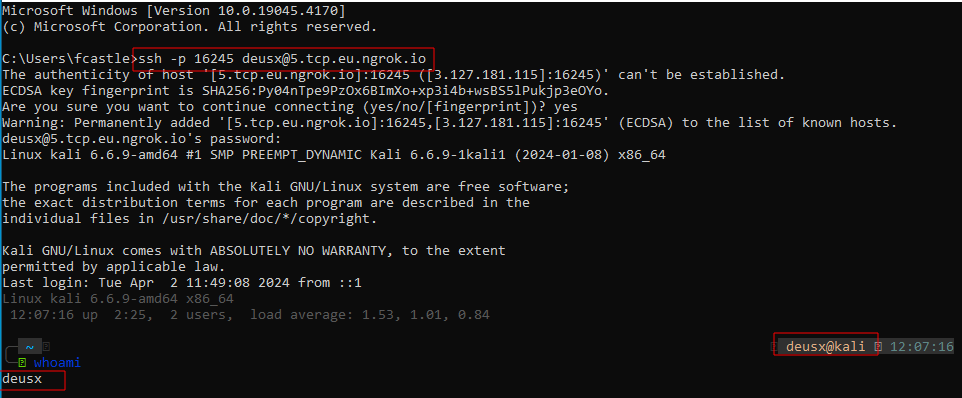 Microsoft Windows [Version 10.0.19045.4170]
(c) Microsoft Corporation. All rights reserved.
C:\Users\fcastle>ssh -p 16245 deusx@5.tcp.eu.ngrok.io
The authenticity of host '[5.tcp.eu.ngrok.io]:16245 ([3.127.181.115]:16245)' can't be established.
ECDSA key fingerprint is SHA256:Py04nTpe9PzOx6BImXo+xp3i4b+wsBS5lPukjp3eOYo.
Are you sure you want to continue connecting (yes/no/[fingerprint])? yes
Warning: Permanently added '[5.tcp.eu.ngrok.io]:16245,[3.127.181.115]:16245' (ECDSA) to the list of known hosts.
deusx@5.tcp.eu.ngrok.io's password:
Linux kali 6.6.9-amd64 #1 SMP PREEMPT_DYNAMIC Kali 6.6.9-1kali1 (2024-01-08) x86_64
The programs included with the Kali GNU/Linux system are free software;
the exact distribution terms for each program are described in the
individual files in /usr/share/doc/*/copyright.
Kali GNU/Linux comes with ABSOLUTELY NO WARRANTY, to the extent
permitted by applicable law.
Last login: Tue Apr  2 11:49:08 2024 from ::1
Linux kali 6.6.9-amd64 x86_64
12:07:16 up  2:25,  2 users,  load average: 1.53, 1.01, 0.84
~ deusx@kali 12:07:16
whoami
deusx